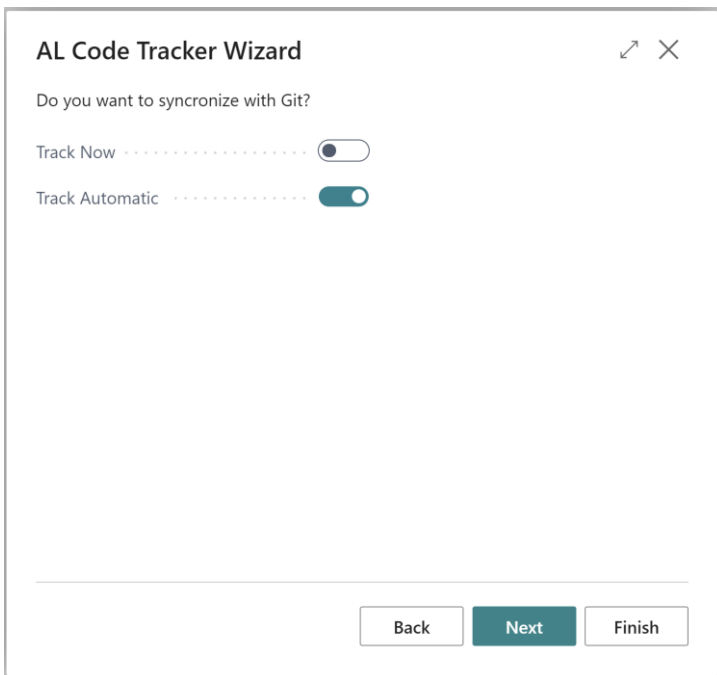 AL Code Tracker Wizard
Do you want to syncronize with Git?
Track Now
Track Automatic
Back Next Finish